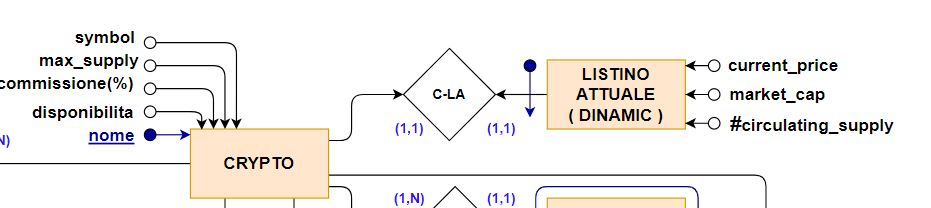 symbol
max_supply
commissione(%)
disponibilita
nome
N)
CRYPTO
C-LA
(1,1)
(1,1)
LISTINO
ATTUALE
( DINAMIC )
current_price
market_cap
#circulating_supply
(1,N)
(1,1)